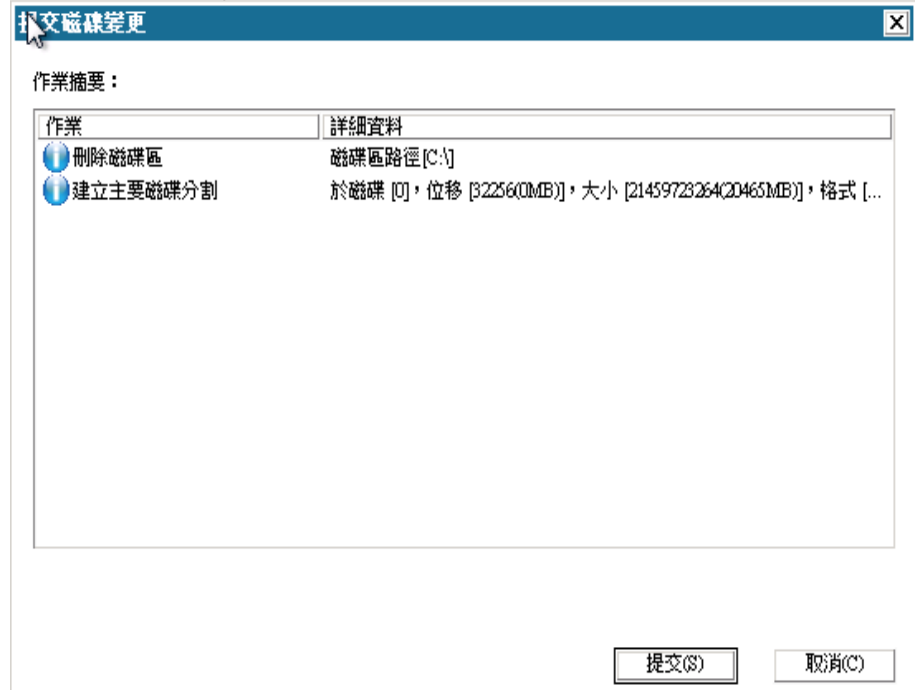 提交磁碟變更
作業摘要：
作業 詳細資料
刪除磁碟區 磁碟區路徑[C:\]
建立主要磁碟分割 於磁碟 [0]，位移 [32256(0MB)]，大小 [21459723264(20465MB)]，格式 [...
提交(S) 取消(C)